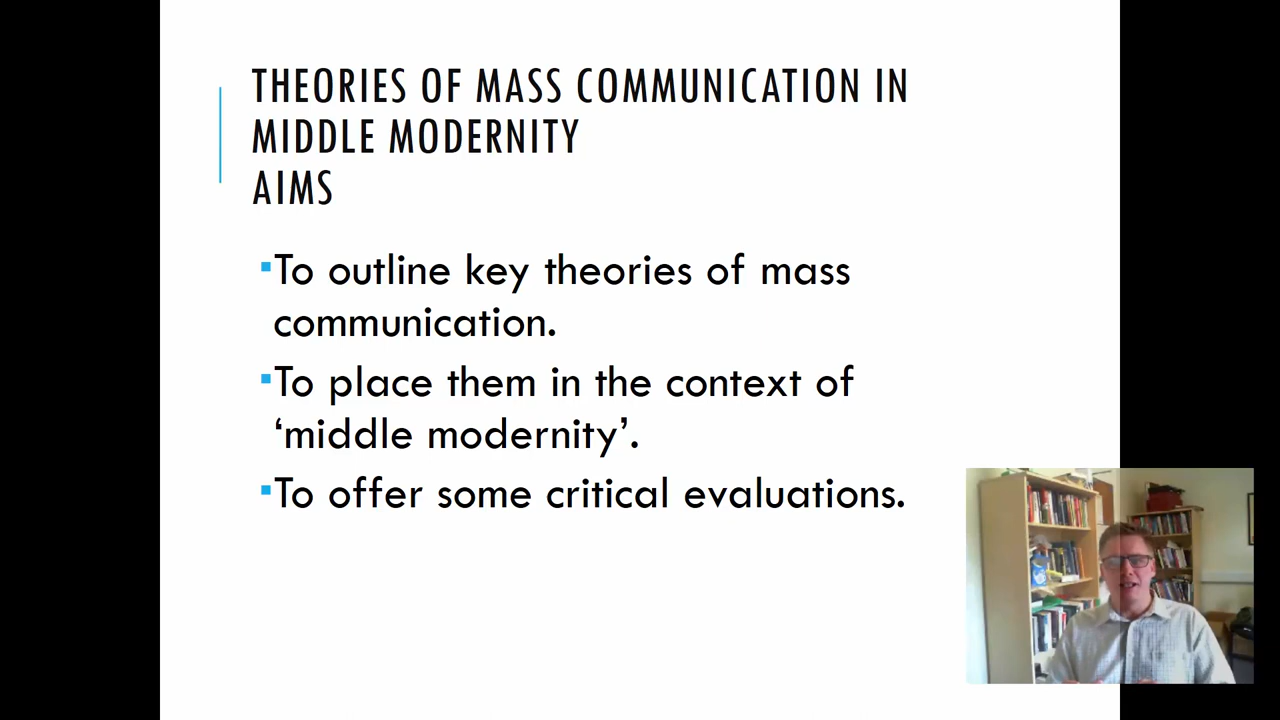 THEORIES OF MASS COMMUNICATION IN
MIDDLE MODERNITY
AIMS
▪To outline key theories of mass
communication.
▪To place them in the context of
‘middle modernity’.
▪To offer some critical evaluations.